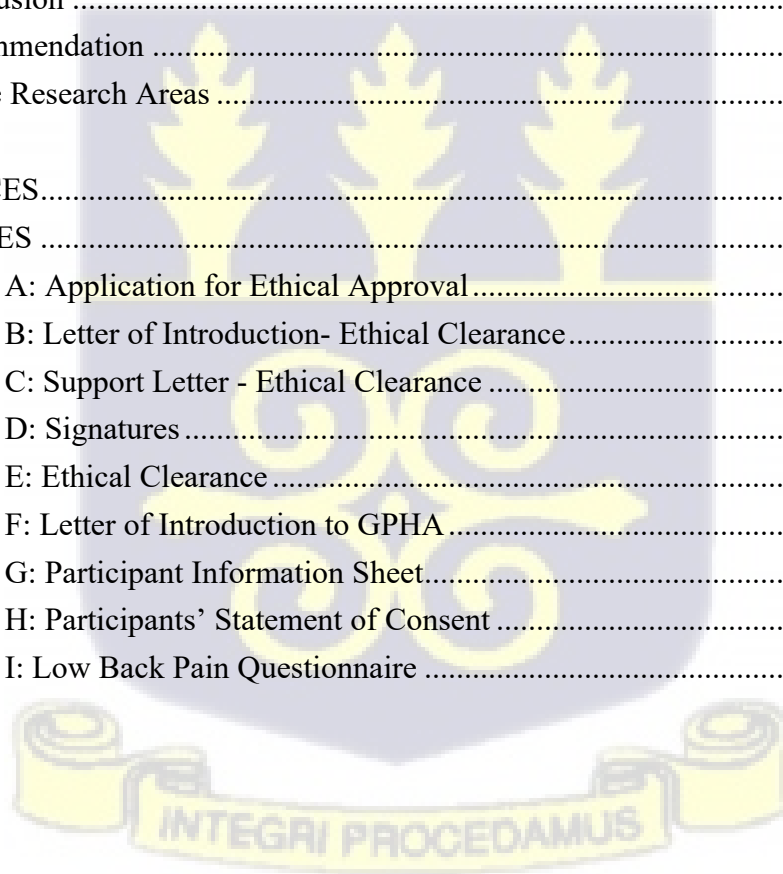 ommendation ........................................................................
Research Areas ........................................................................
ES........................................................................
ES ........................................................................
A: Application for Ethical Approval........................................................................
B: Letter of Introduction- Ethical Clearance........................................................................
C: Support Letter - Ethical Clearance ........................................................................
D: Signatures ........................................................................
E: Ethical Clearance ........................................................................
F: Letter of Introduction to GPHA ........................................................................
G: Participant Information Sheet........................................................................
H: Participants’ Statement of Consent ........................................................................
I: Low Back Pain Questionnaire ........................................................................
INTEGRI PROCEDAMUS